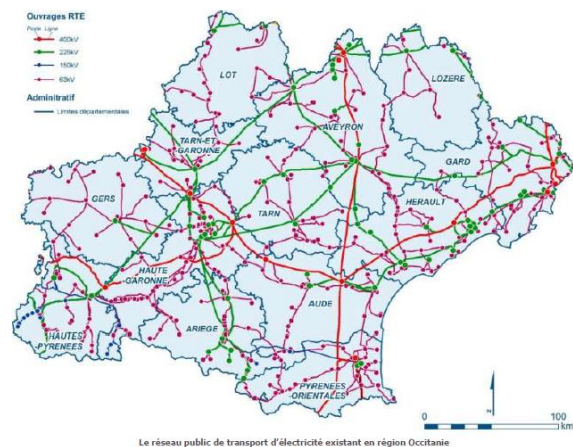 Ouvrages RTE
Poste Ligne
400kV
225kV
150kV
63kV
Adminitratif
Limites départementales
LOT
LOZERE
AVEYRON
TARN-ET
GARONNE
GARD
GERS
TARN
HERAULT
HAUTE
GARONNE
AUDE
ARIEGE
HAUTES
PYRENEES
PYRENEES
ORIENTALES
N
0 100
km
Le réseau public de transport d'électricité existant en région Occitanie